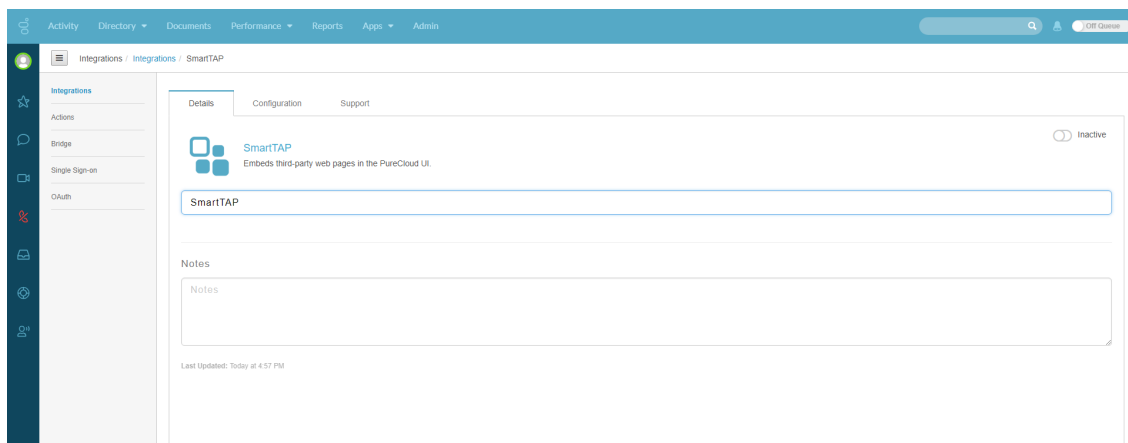 Activity Directory Documents Performance Reports Apps Admin Off Queue
Integrations / Integrations / SmartTAP
Integrations
Actions
Bridge
Single Sign-on
OAuth
Details Configuration Support
Inactive
SmartTAP
Embeds third-party web pages in the PureCloud UI.
SmartTAP
Notes
Notes
Last Updated: Today at 4:57 PM